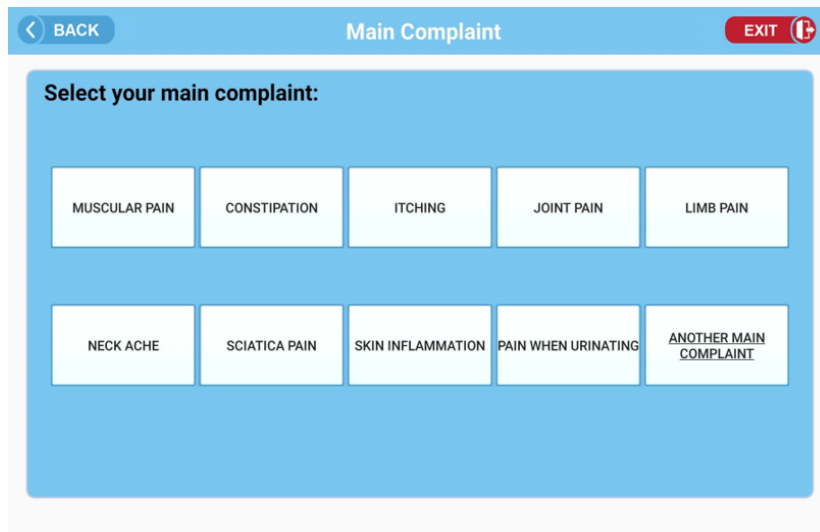 BACK
Main Complaint
EXIT
Select your main complaint:
MUSCULAR PAIN
CONSTIPATION
ITCHING
JOINT PAIN
LIMB PAIN
NECK ACHE
SCIATICA PAIN
SKIN INFLAMMATION
PAIN WHEN URINATING
ANOTHER MAIN
COMPLAINT